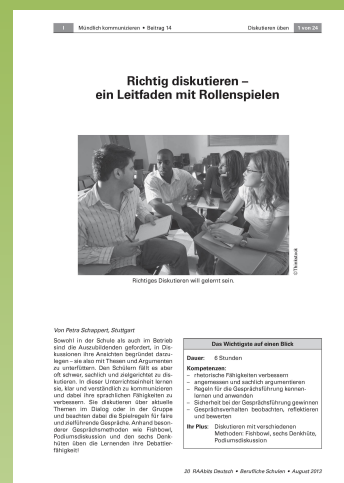 I Mündlich kommunizieren • Beitrag 14 Diskutieren üben 1 von 24
Richtig diskutieren –
ein Leitfaden mit Rollenspielen
©Thinkstock
Richtiges Diskutieren will gelernt sein.
Von Petra Schappert, Stuttgart
Sowohl in der Schule als auch im Betrieb
sind die Auszubildenden gefordert, in Dis-
kussionen ihre Ansichten begründet darzu-
legen – sie also mit Thesen und Argumenten
zu unterfüttern. Den Schülern fällt es aber
oft schwer, sachlich und zielgerichtet zu dis-
kutieren. In dieser Unterrichtseinheit lernen
sie, klar und verständlich zu kommunizieren
und dabei ihre sprachlichen Fähigkeiten zu
verbessern. Sie diskutieren über aktuelle
Themen im Dialog oder in der Gruppe
und beachten dabei die Spielregeln für faire
und zielführende Gespräche. Anhand beson-
derer Gesprächsmethoden wie Fishbowl,
Podiumsdiskussion und den sechs Denk-
hüten üben die Lernenden ihre Debattier-
fähigkeit!
Das Wichtigste auf einen Blick
Dauer: 6 Stunden
Kompetenzen:
– rhetorische Fähigkeiten verbessern
– angemessen und sachlich argumentieren
– Regeln für die Gesprächsführung kennen-
lernen und anwenden
– Sicherheit bei der Gesprächsführung gewinnen
– Gesprächsverhalten beobachten, reflektieren
und bewerten
Ihr Plus: Diskutieren mit verschiedenen
Methoden: Fishbowl, sechs Denkhüte,
Podiumsdiskussion
20 RAAbits Deutsch • Berufliche Schulen • August 2013